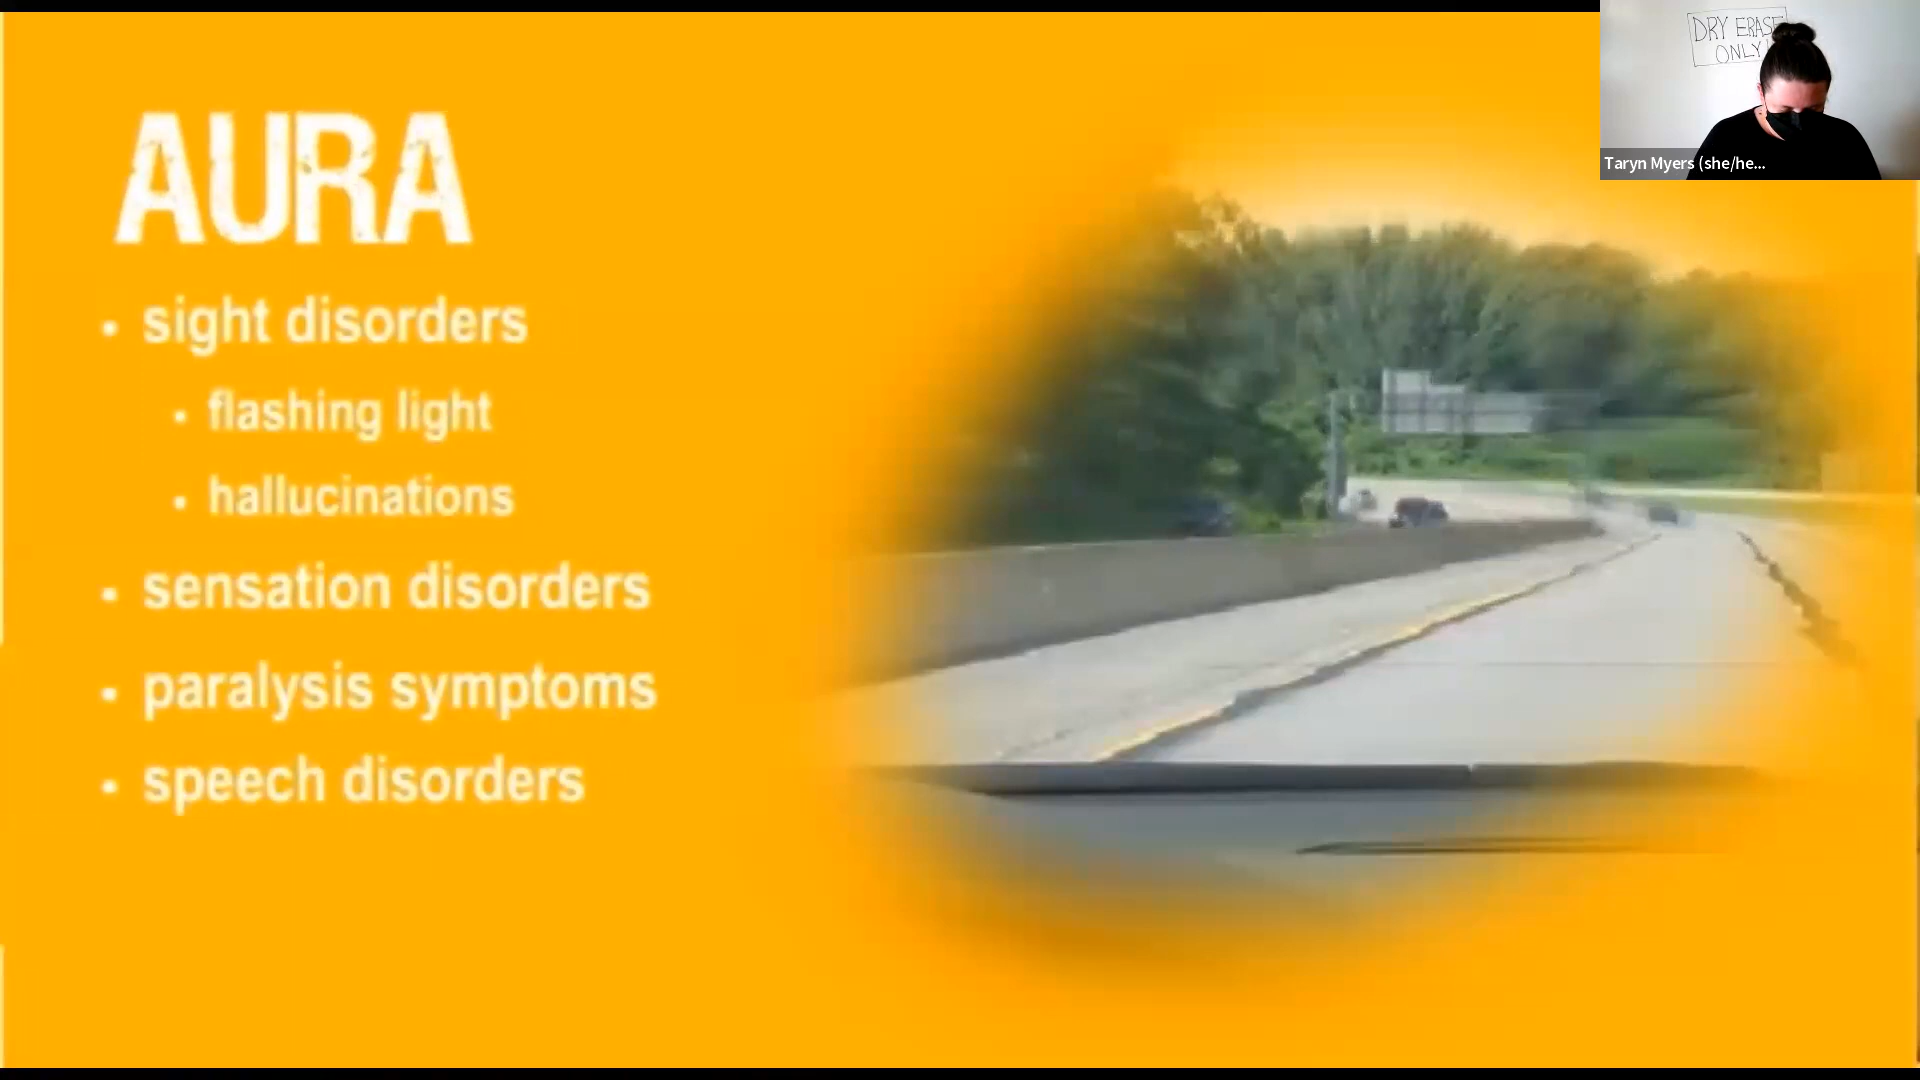 AURA
• sight disorders
• flashing light
• hallucinations
• sensation disorders
• paralysis symptoms
• speech disorders
DRY ERASE
ONLY!
Taryn Myers (she/he...